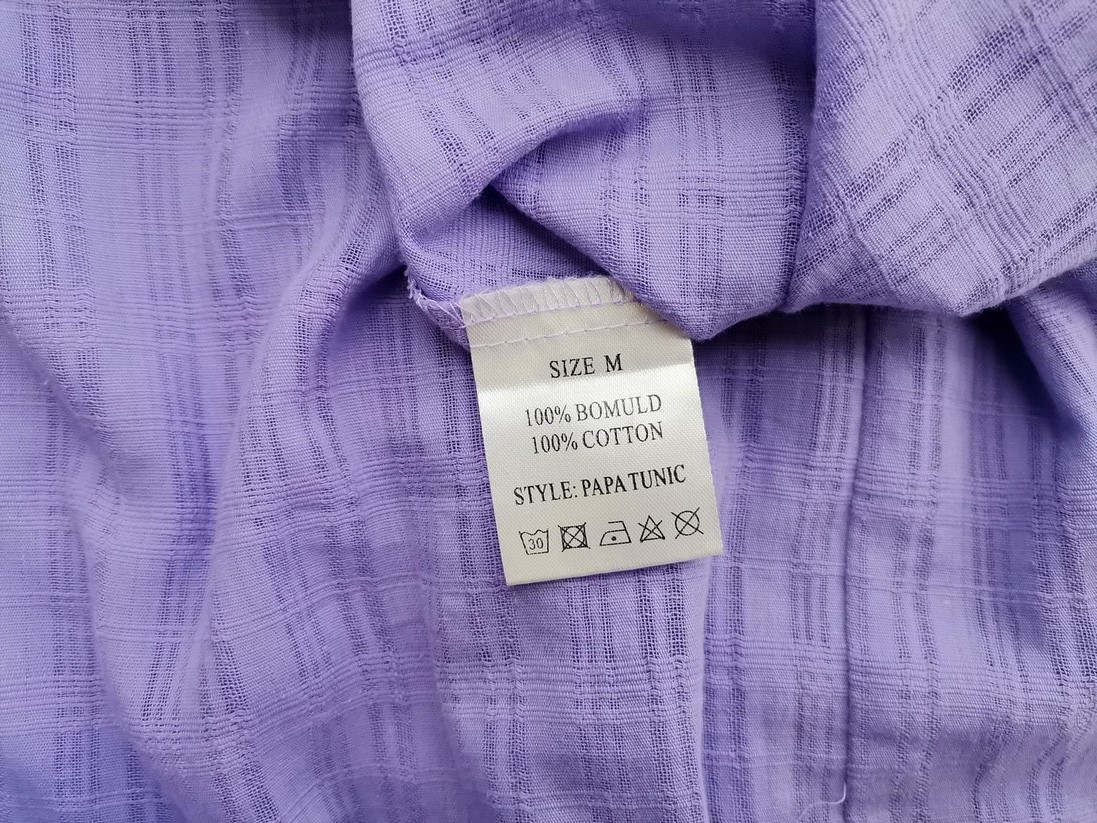 SIZE M
100% BOMULD
100% COTTON
STYLE: PAPA TUNIC
30